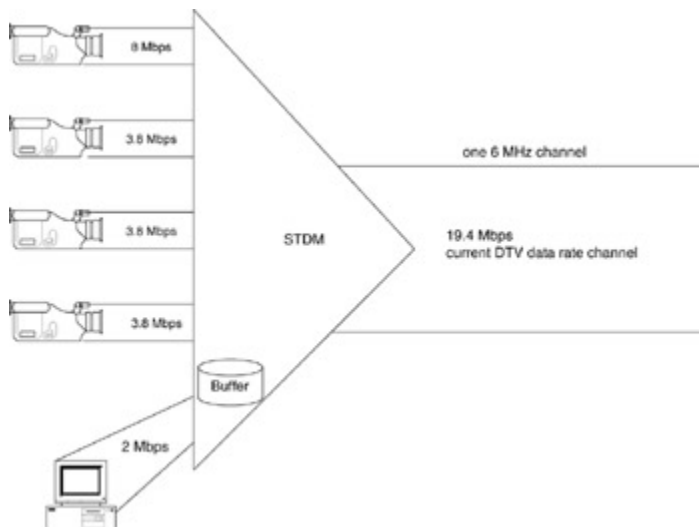 8 Mbps
3.8 Mbps
one 6 MHz channel
3.8 Mbps
STDM
19.4 Mbps
current DTV data rate channel
3.8 Mbps
Buffer
2 Mbps